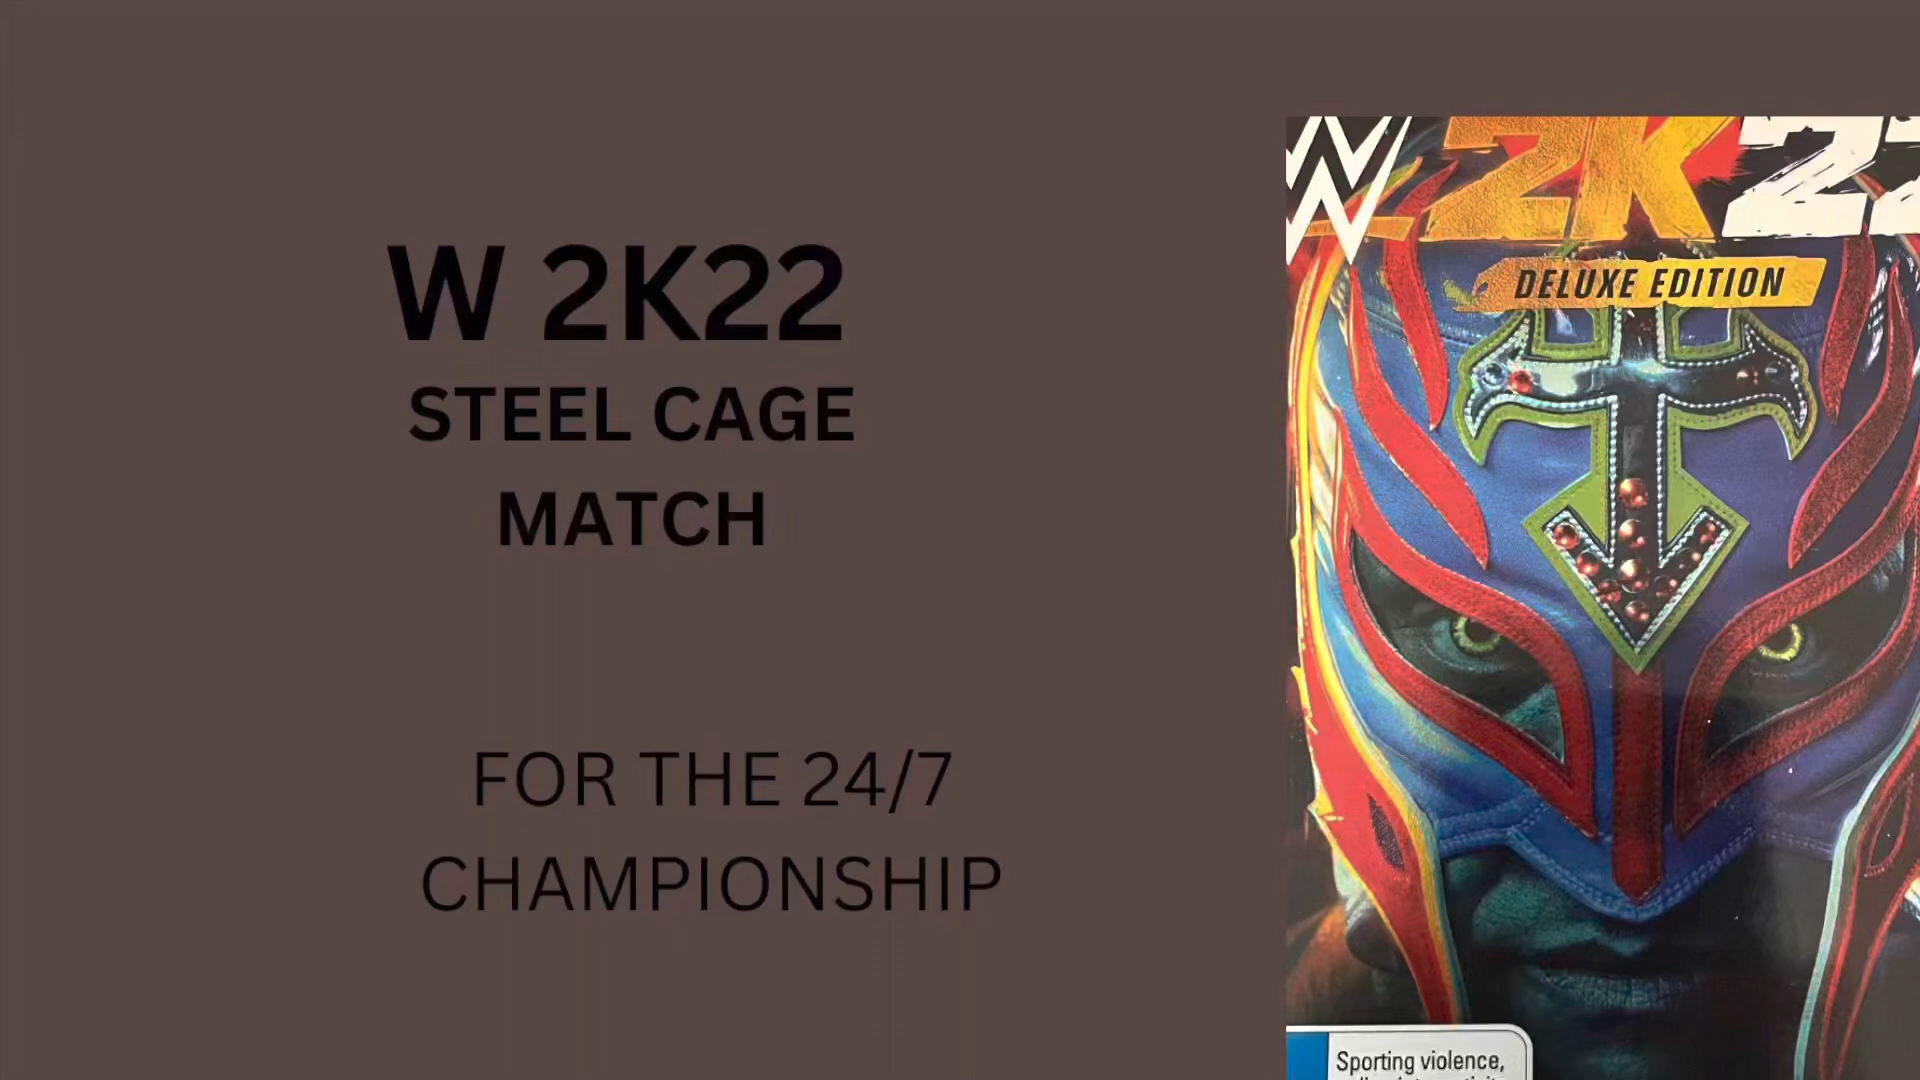 W 2K22
STEEL CAGE
MATCH
FOR THE 24/7
CHAMPIONSHIP
W 2K22
DELUXE EDITION
Sporting violence,